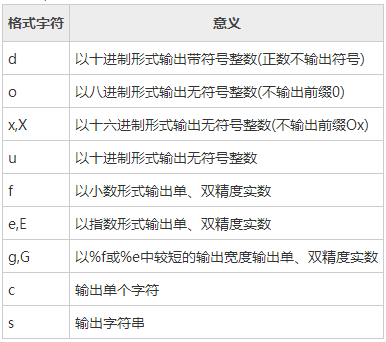 格式字符 意义
d 以十进制形式输出带符号整数(正数不输出符号)
o 以八进制形式输出无符号整数(不输出前缀0)
x,X 以十六进制形式输出无符号整数(不输出前缀Ox)
u 以十进制形式输出无符号整数
f 以小数形式输出单、双精度实数
e,E 以指数形式输出单、双精度实数
g,G 以%f或%e中较短的输出宽度输出单、双精度实数
c 输出单个字符
s 输出字符串